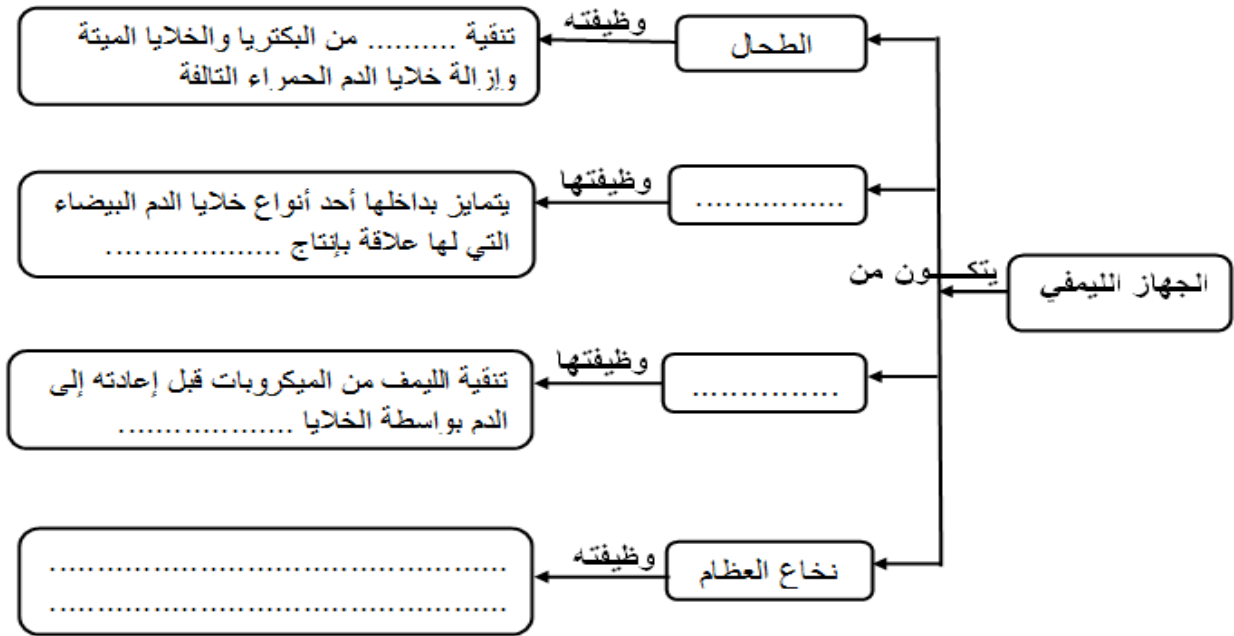 الجهاز الليمفي
يتكـــون من
الطحال
وظيفته
تنقية .......... من البكتريا والخلايا الميتة
وإزالة خلايا الدم الحمراء التالفة
................
وظيفتها
يتمايز بداخلها أحد أنواع خلايا الدم البيضاء
التي لها علاقة بإنتاج ...................
................
وظيفتها
تنقية الليمف من الميكروبات قبل إعادته إلى
الدم بواسطة الخلايا ...................
نخاع العظام
وظيفته
.................................................
.................................................